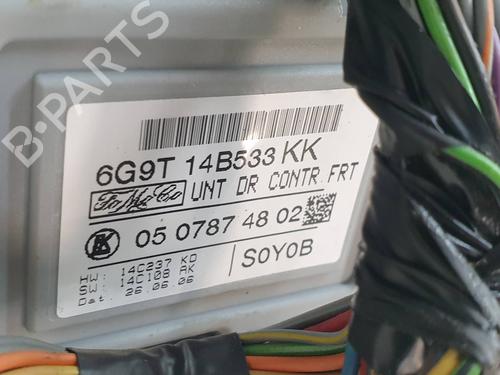 B-PARTS
6G9T 14B533 KK
FoMoCo UNT DR CONTR.FRT
K 05 0787 48 02
HW: 14C237 KD
SW: 14C108 AK
Dat: 26.06.06
S0Y0B